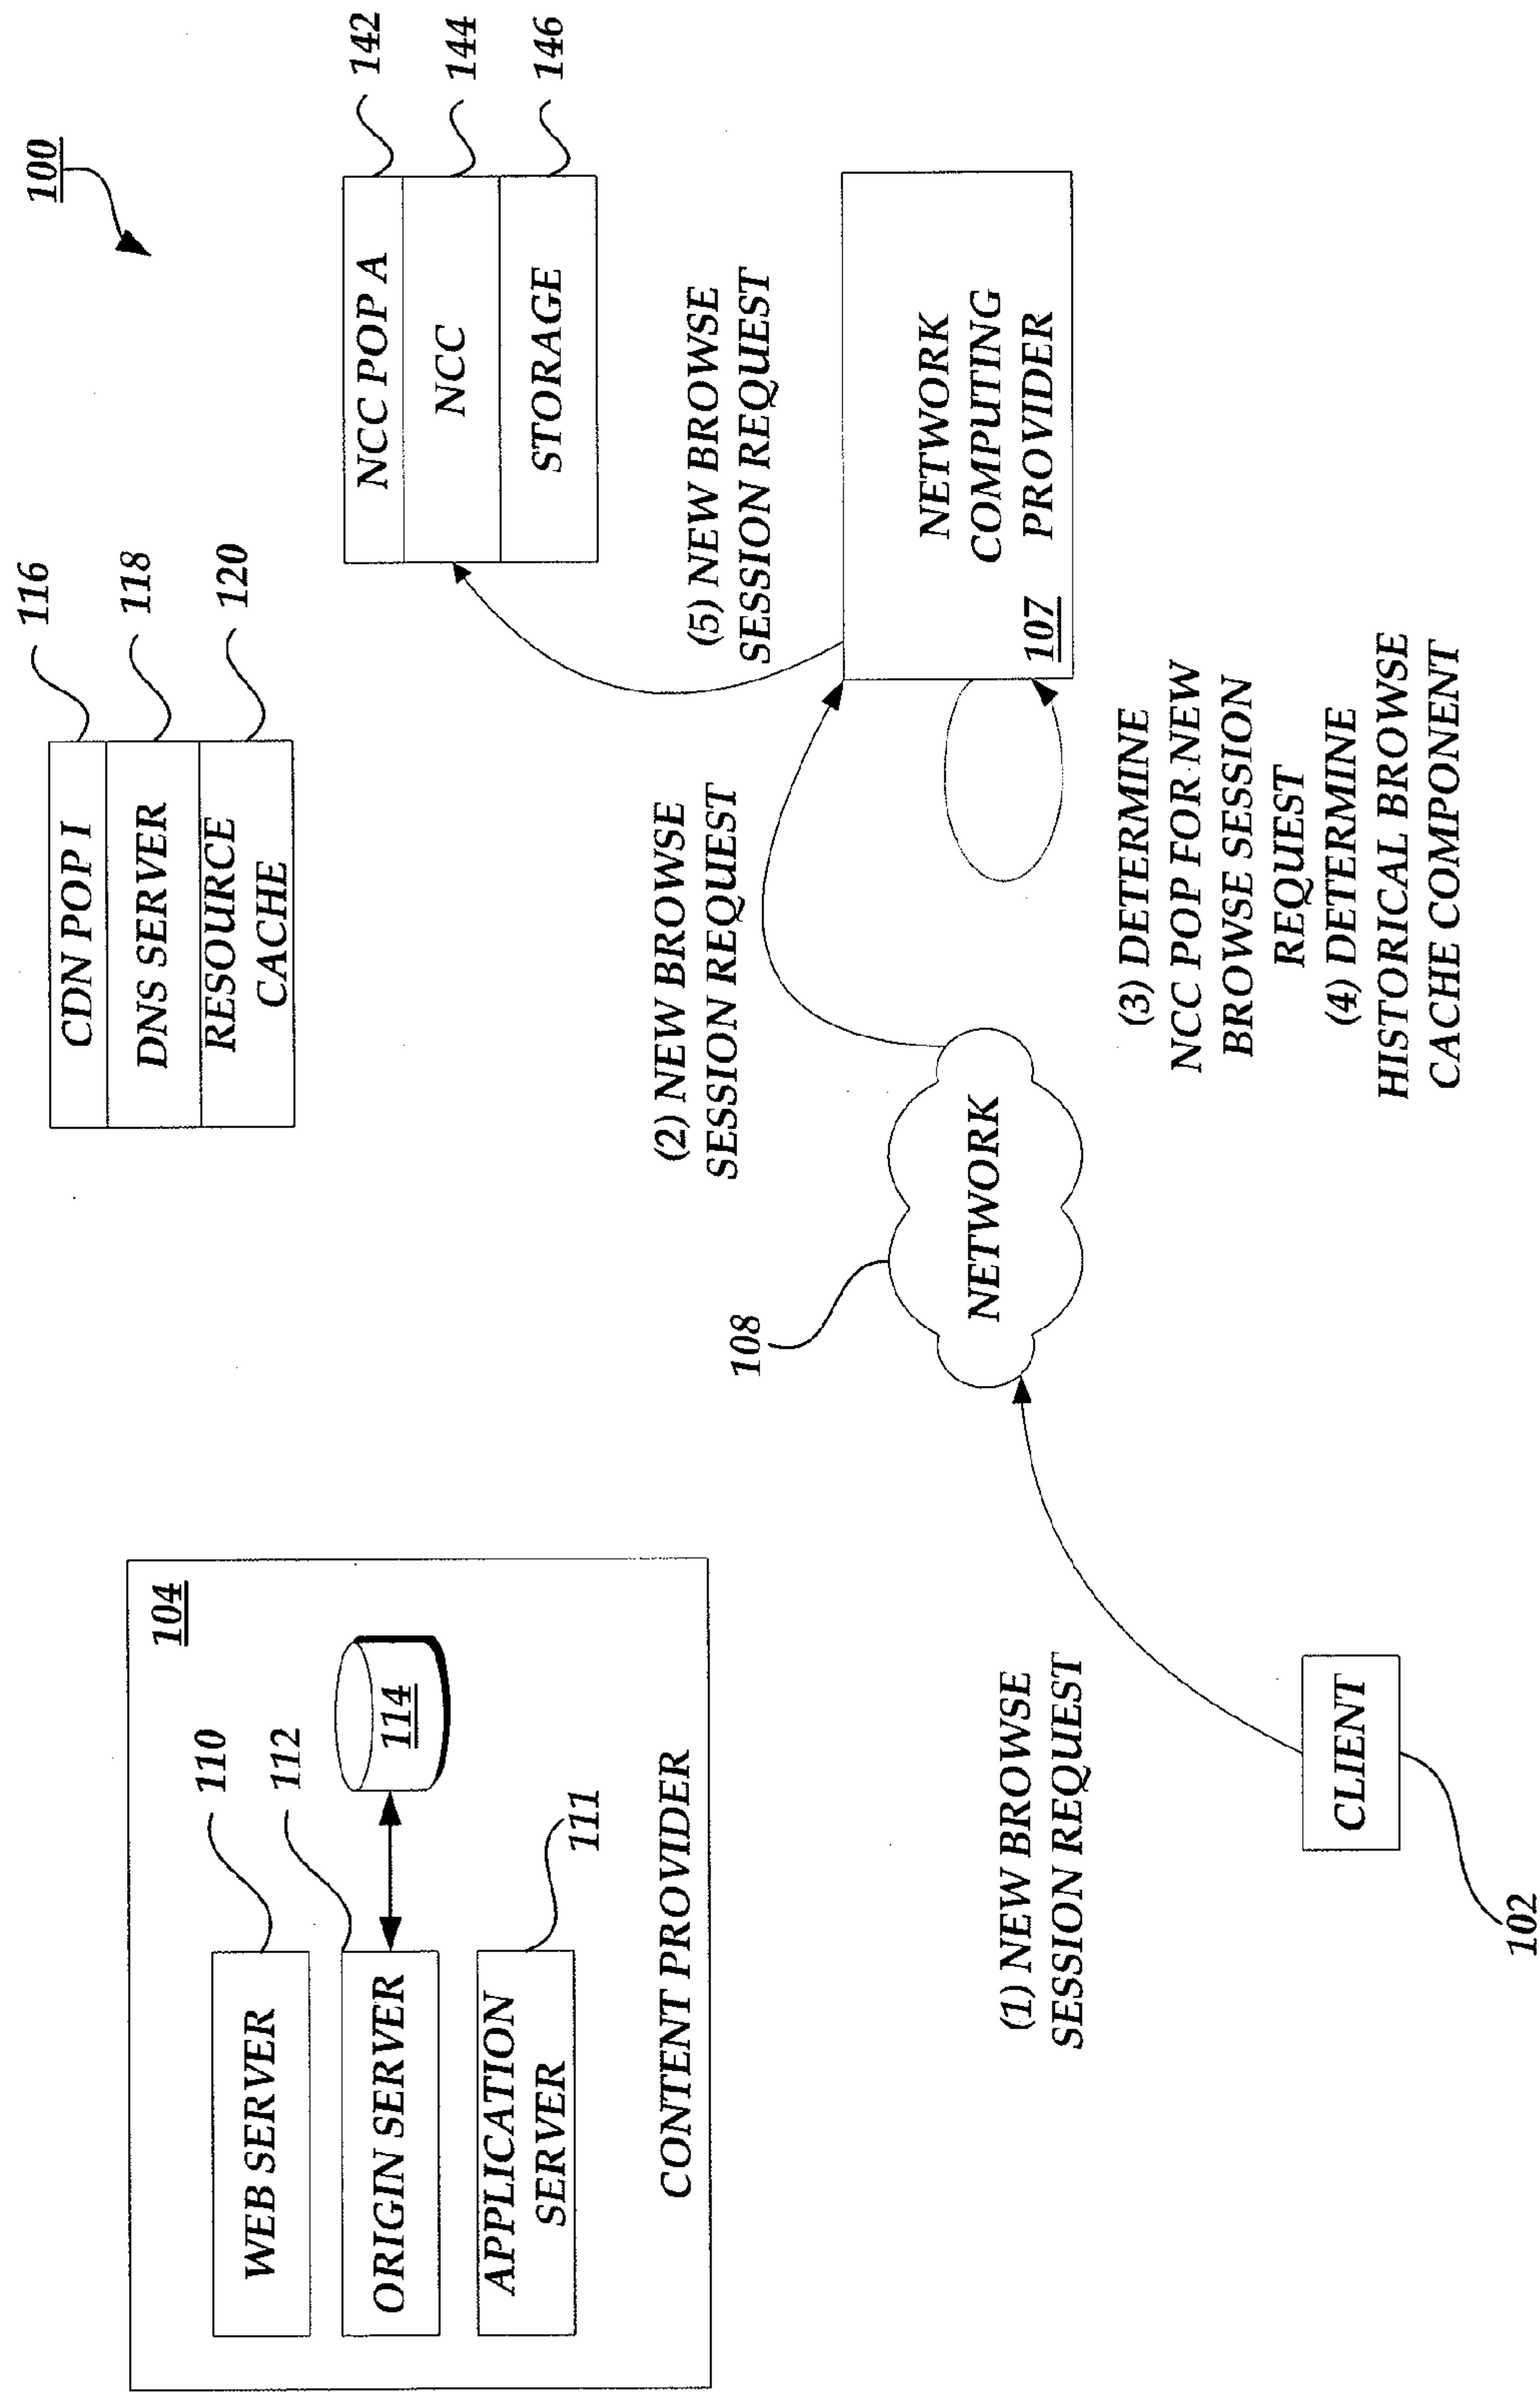 100
104
WEB SERVER
110
ORIGIN SERVER
112
114
APPLICATION
SERVER
111
CONTENT PROVIDER
CDN POP I
116
DNS SERVER
118
RESOURCE
CACHE
120
NCC POP A
142
NCC
144
STORAGE
146
(1) NEW BROWSE
SESSION REQUEST
CLIENT
102
108
NETWORK
(2) NEW BROWSE
SESSION REQUEST
(5) NEW BROWSE
SESSION REQUEST
NETWORK
COMPUTING
PROVIDER
107
(3) DETERMINE
NCC POP FOR NEW
BROWSE SESSION
REQUEST
(4) DETERMINE
HISTORICAL BROWSE
CACHE COMPONENT